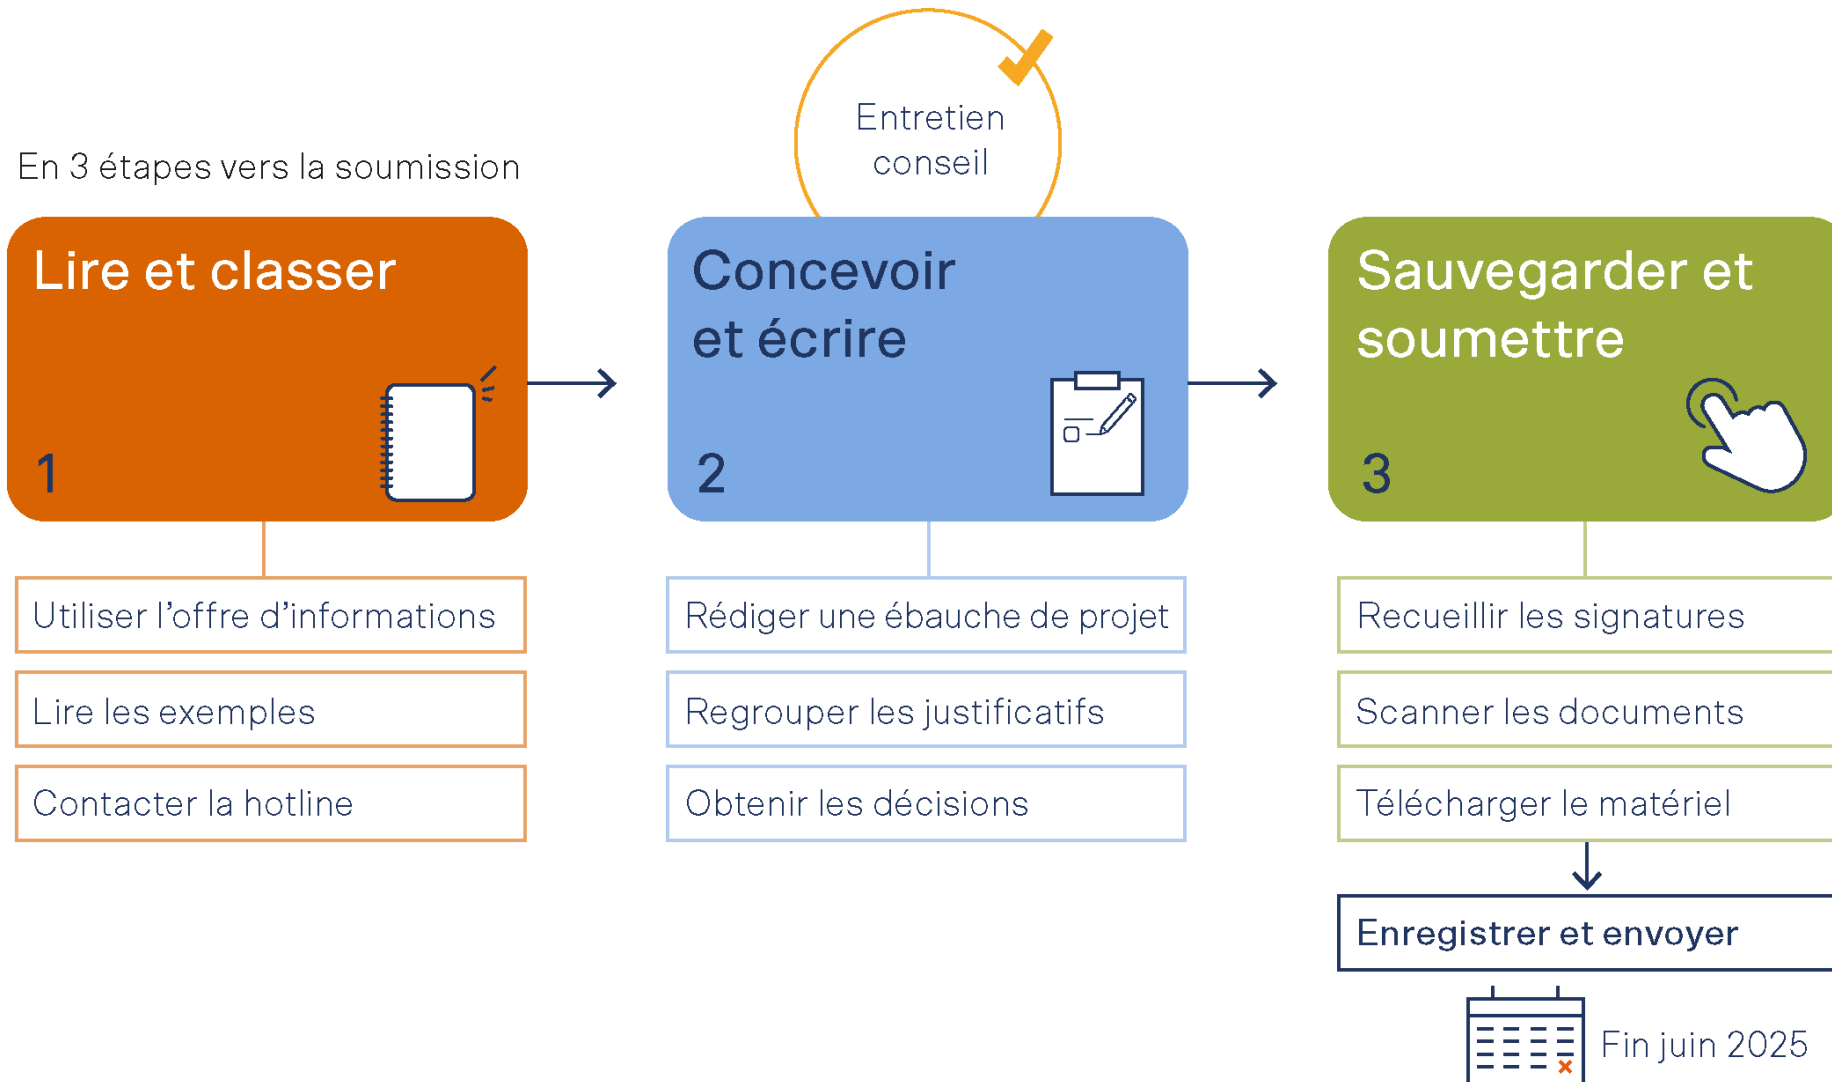 En 3 étapes vers la soumission
Entretien
conseil
Lire et classer
1
Concevoir
et écrire
2
Sauvegarder et
soumettre
3
Utiliser l’offre d’informations
Lire les exemples
Contacter la hotline
Rédiger une ébauche de projet
Regrouper les justificatifs
Obtenir les décisions
Recueillir les signatures
Scanner les documents
Télécharger le matériel
Enregistrer et envoyer
Fin juin 2025